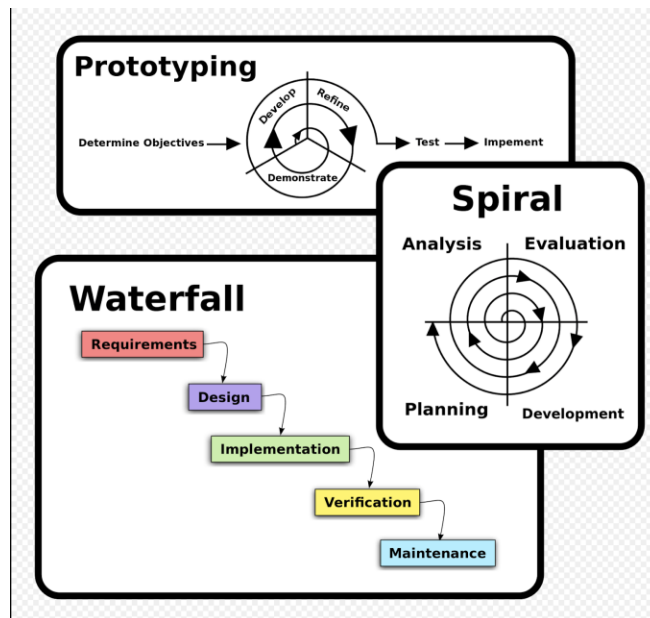 Prototyping
Develop
Refine
Determine Objectives
Test
Impement
Demonstrate
Spiral
Analysis
Evaluation
Planning
Development
Waterfall
Requirements
Design
Implementation
Verification
Maintenance